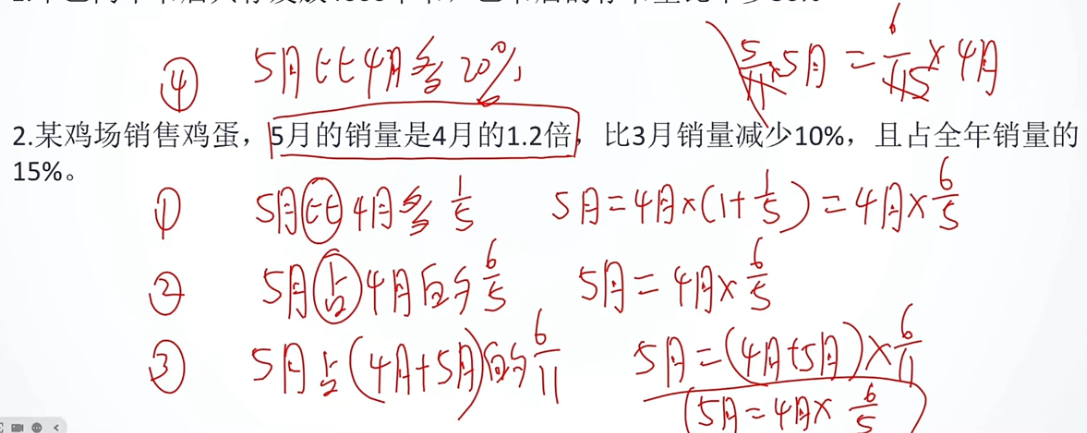 ④ 5月比4月多20%
5/11×5月=6/11 5×4月
2.某鸡场销售鸡蛋，5月的销量是4月的1.2倍，比3月销量减少10%，且占全年销量的
15%。
① 5月比4月多1/5 5月=4月×(1+1/5)=4月×6/5
② 5月占4月的6/5 5月=4月×6/5
③ 5月占(4月+5月)的6/11 5月=(4月+5月)×6/11
(5月=4月×6/5)